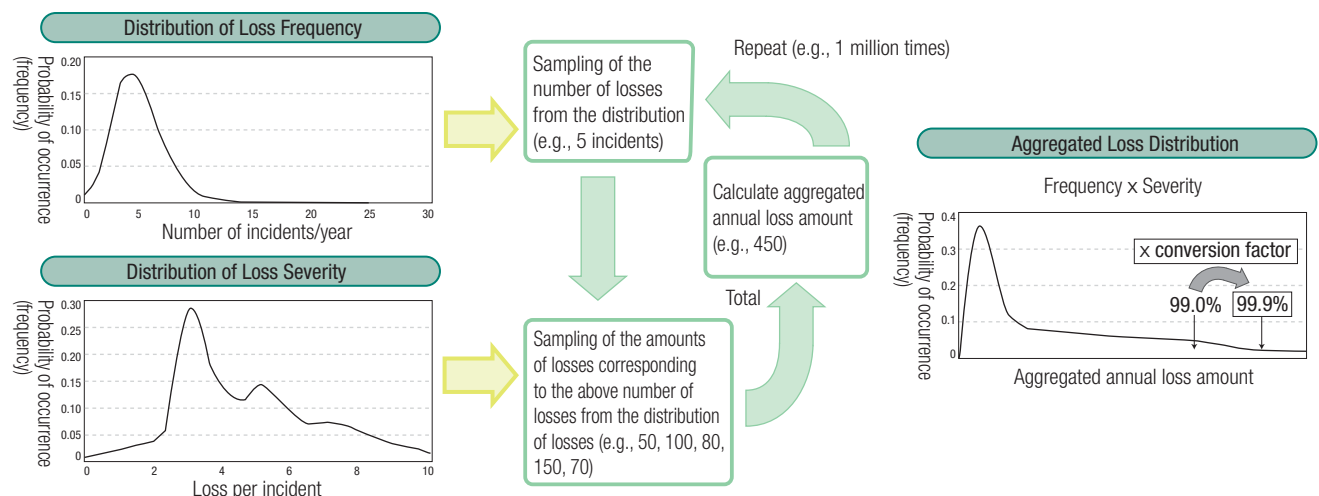 Distribution of Loss Frequency
Probability of occurrence
(frequency)
0.20
0.15
0.10
0.05
0
0 5 10 15 20 25 30
Number of incidents/year
Distribution of Loss Severity
Probability of occurrence
(frequency)
0.30
0.25
0.20
0.15
0.10
0.05
0
0 2 4 6 8 10
Loss per incident
Sampling of the
number of losses
from the distribution
(e.g., 5 incidents)
Sampling of the amounts
of losses corresponding
to the above number of
losses from the distribution
of losses (e.g., 50, 100, 80,
150, 70)
Total
Calculate aggregated
annual loss amount
(e.g., 450)
Repeat (e.g., 1 million times)
Aggregated Loss Distribution
Frequency x Severity
Probability of occurrence
(frequency)
0.4
0.3
0.2
0.1
0
x conversion factor
99.0% 99.9%
Aggregated annual loss amount